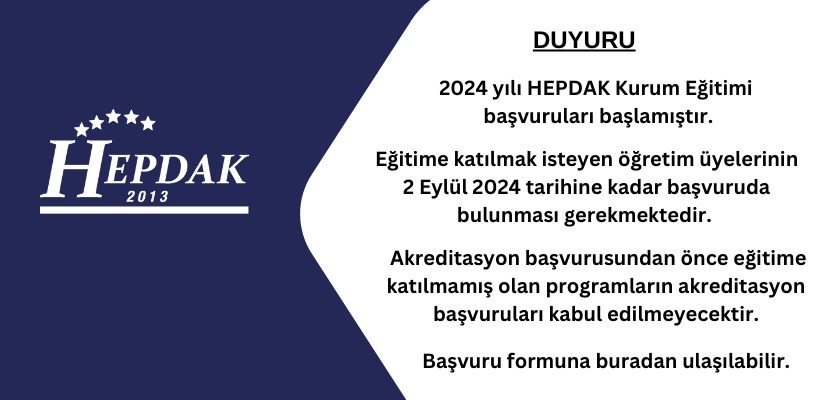 HEPDAK
2013
DUYURU
2024 yılı HEPDAK Kurum Eğitimi
başvuruları başlamıştır.
Eğitime katılmak isteyen öğretim üyelerinin
2 Eylül 2024 tarihine kadar başvuruda
bulunması gerekmektedir.
Akreditasyon başvurusundan önce eğitime
katılmamış olan programların akreditasyon
başvuruları kabul edilmeyecektir.
Başvuru formuna buradan ulaşılabilir.